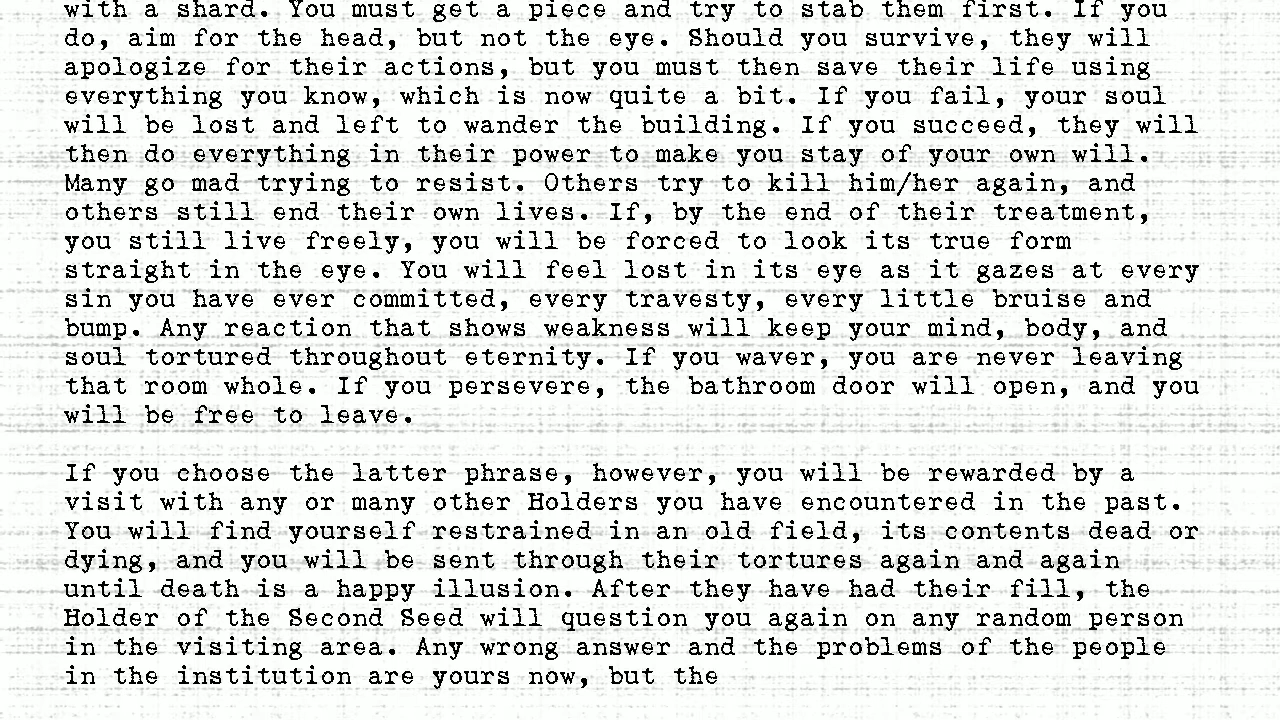 with a shard. You must get a piece and try to stab them first. If you
do, aim for the head, but not the eye. Should you survive, they will
apologize for their actions, but you must then save their life using
everything you know, which is now quite a bit. If you fail, your soul
will be lost and left to wander the building. If you succeed, they will
then do everything in their power to make you stay of your own will.
Many go mad trying to resist. Others try to kill him/her again, and
others still end their own lives. If, by the end of their treatment,
you still live freely, you will be forced to look its true form
straight in the eye. You will feel lost in its eye as it gazes at every
sin you have ever committed, every travesty, every little bruise and
bump. Any reaction that shows weakness will keep your mind, body, and
soul tortured throughout eternity. If you waver, you are never leaving
that room whole. If you persevere, the bathroom door will open, and you
will be free to leave.

If you choose the latter phrase, however, you will be rewarded by a
visit with any or many other Holders you have encountered in the past.
You will find yourself restrained in an old field, its contents dead or
dying, and you will be sent through their tortures again and again
until death is a happy illusion. After they have had their fill, the
Holder of the Second Seed will question you again on any random person
in the visiting area. Any wrong answer and the problems of the people
in the institution are yours now, but the